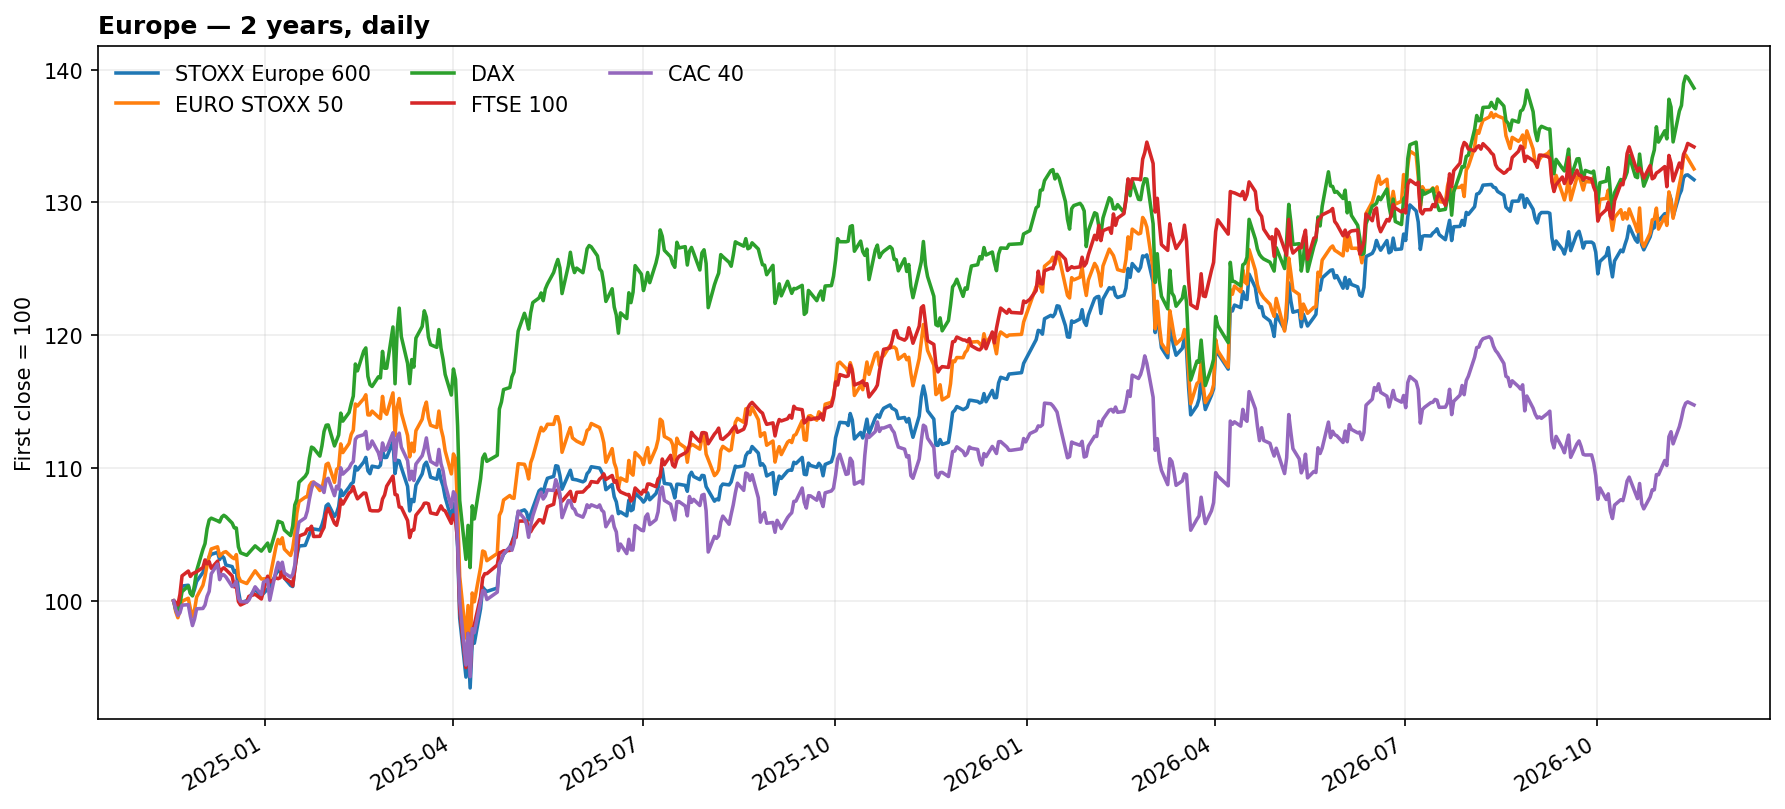 Europe — 2 years, daily
STOXX Europe 600
EURO STOXX 50
DAX
FTSE 100
CAC 40
First close = 100
140
130
120
110
100
2025-01
2025-04
2025-07
2025-10
2026-01
2026-04
2026-07
2026-10